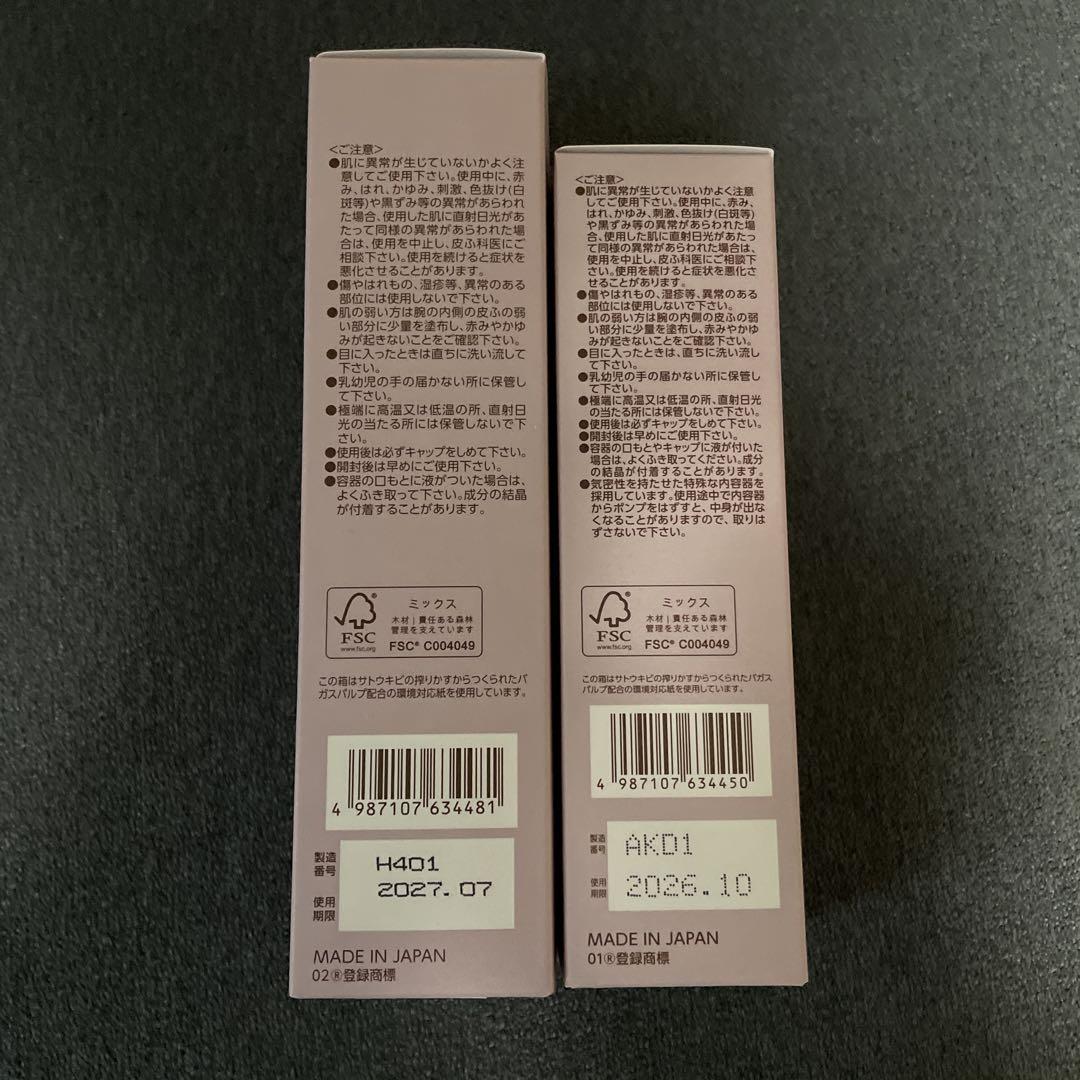 <ご注意>
●肌に異常が生じていないかよく注
意してご使用下さい。使用中に、赤
み、はれ、かゆみ、刺激、色抜け(白
斑等)や黒ずみ等の異常があらわれ
た場合、使用した肌に直射日光があ
たって同様の異常があらわれた場
合は、使用を中止し、皮ふ科医にご
相談下さい。使用を続けると症状を
悪化させることがあります。
●傷やはれもの、湿疹等、異常のある
部位には使用しないで下さい。
●肌の弱い方は腕の内側の皮ふの弱
い部分に少量を塗布し、赤みやかゆ
みが起きないことをご確認下さい。
●目に入ったときは直ちに洗い流して
下さい。
●乳幼児の手の届かない所に保管し
て下さい。
●極端に高温又は低温の所、直射日
光の当たる所には保管しないで下
さい。
●使用後は必ずキャップをしめて下さい。
●開封後は早めにご使用下さい。
●容器の口もとに液がついた場合は、
よくふき取って下さい。成分の結晶
が付着することがあります。
FSC
www.fsc.org
ミックス
木材|責任ある森林
管理を支えています
FSC® C004049
この箱はサトウキビの搾りかすからつくられたバ
ガスパルプ配合の環境対応紙を使用しています。
4 987107 634481
製造
番号
H401
使用
期限
2027.07
MADE IN JAPAN
02®登録商標
<ご注意>
●肌に異常が生じていないかよく注意
してご使用下さい。使用中に、赤み、
はれ、かゆみ、刺激、色抜け(白斑等)
や黒ずみ等の異常があらわれた場
合、使用した肌に直射日光があたっ
て同様の異常があらわれた場合は、
使用を中止し、皮ふ科医にご相談下
さい。使用を続けると症状を悪化さ
せることがあります。
●傷やはれもの、湿疹等、異常のある
部位には使用しないで下さい。
●肌の弱い方は腕の内側の皮ふの弱
い部分に少量を塗布し、赤みやかゆ
みが起きないことをご確認下さい。
●目に入ったときは、直ちに洗い流し
て下さい。
●乳幼児の手の届かない所に保管し
て下さい。
●極端に高温又は低温の所、直射日光
の当たる所には保管しないで下さい。
●使用後は必ずキャップをしめて下さい。
●開封後は早めにご使用下さい。
●容器の口もとやキャップに液が付いた
場合は、よくふき取ってください。成分
の結晶が付着することがあります。
●気密性を持たせた特殊な内容器を
採用しています。使用途中で内容器
からポンプをはずすと、中身が出な
くなることがありますので、取りは
ずさないで下さい。
FSC
www.fsc.org
ミックス
木材|責任ある森林
管理を支えています
FSC® C004049
この箱はサトウキビの搾りかすからつくられたバガス
パルプ配合の環境対応紙を使用しています。
4 987107 634450
製造
番号
AK01
使用
期限
2026.10
MADE IN JAPAN
01®登録商標